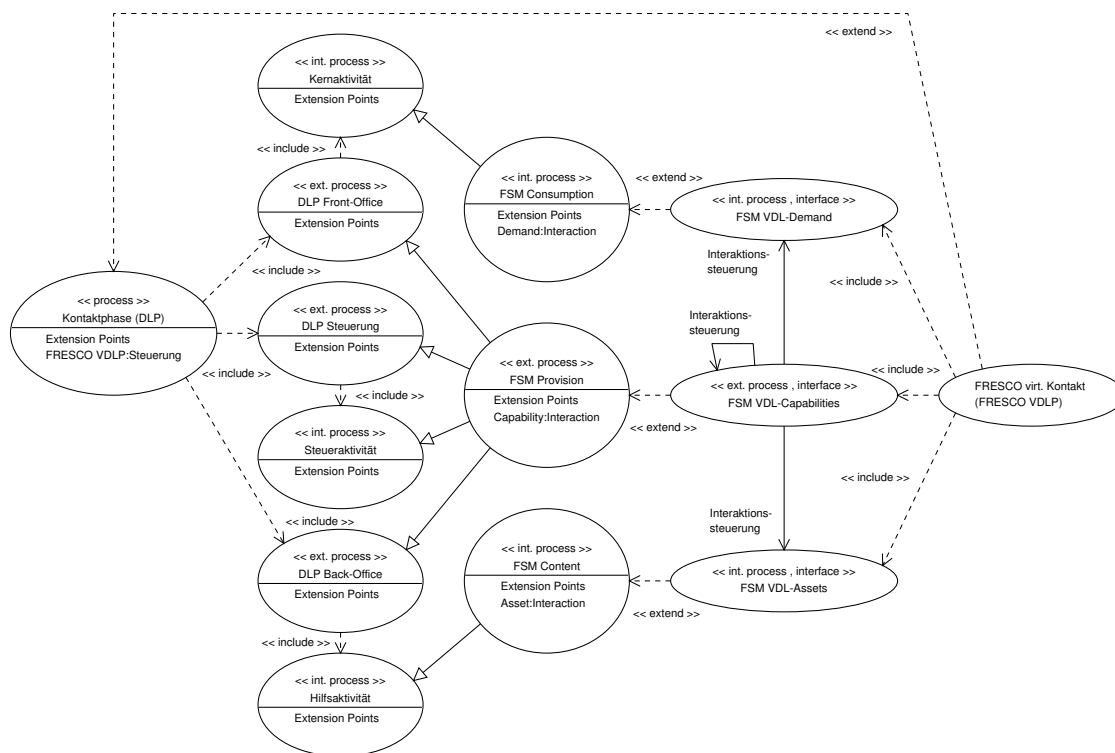 << extend >>
<< int. process >>
Kernaktivität
Extension Points
<< include >>
<< ext. process >>
DLP Front-Office
Extension Points
<< include >>
<< int. process >>
FSM Consumption
Extension Points
Demand:Interaction
<< extend >>
<< int. process , interface >>
FSM VDL-Demand
Interaktions-
steuerung
<< include >>
<< process >>
Kontaktphase (DLP)
Extension Points
FRESCO VDLP:Steuerung
<< include >>
<< ext. process >>
DLP Steuerung
Extension Points
<< include >>
<< int. process >>
Steueraktivität
Extension Points
<< ext. process >>
FSM Provision
Extension Points
Capability:Interaction
<< extend >>
Interaktions-
steuerung
<< ext. process , interface >>
FSM VDL-Capabilities
<< include >>
FRESCO virt. Kontakt
(FRESCO VDLP)
<< include >>
Interaktions-
steuerung
<< include >>
<< ext. process >>
DLP Back-Office
Extension Points
<< include >>
<< int. process >>
FSM Content
Extension Points
Asset:Interaction
<< extend >>
<< int. process , interface >>
FSM VDL-Assets
<< int. process >>
Hilfsaktivität
Extension Points